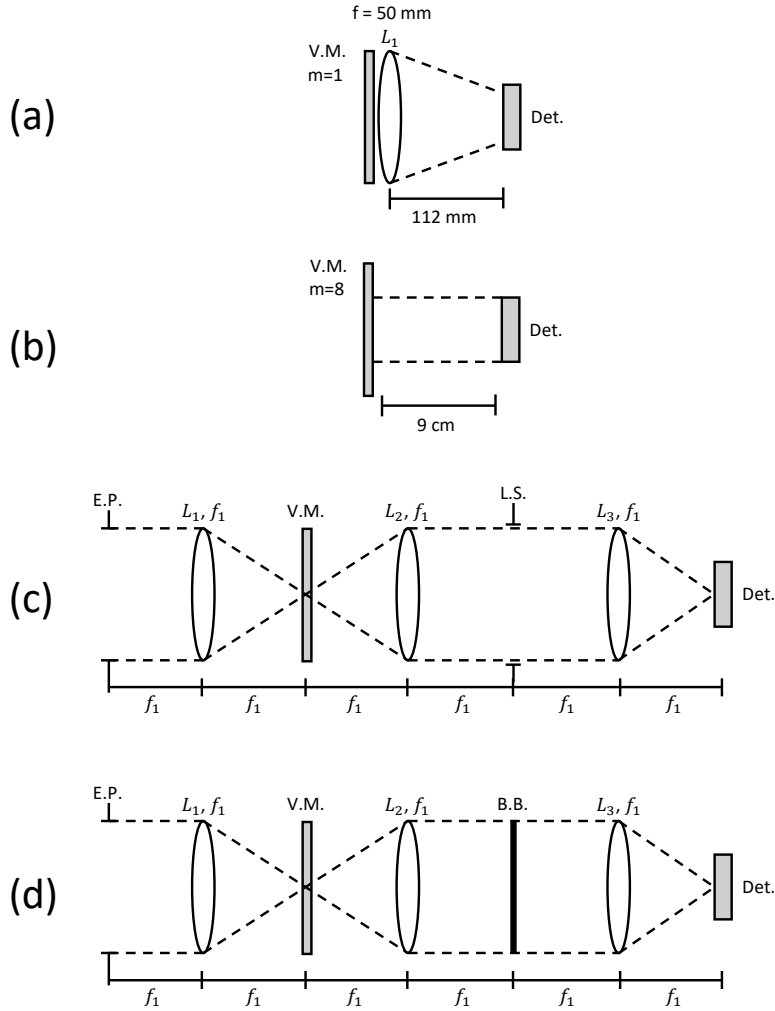 f = 50 mm
L₁
V.M.
m=1
(a)
Det.
112 mm
V.M.
m=8
(b)
Det.
9 cm
E.P.
L₁, f₁
V.M.
L₂, f₁
L.S.
L₃, f₁
(c)
Det.
f₁ f₁ f₁ f₁ f₁ f₁
E.P.
L₁, f₁
V.M.
L₂, f₁
B.B.
L₃, f₁
(d)
Det.
f₁ f₁ f₁ f₁ f₁ f₁